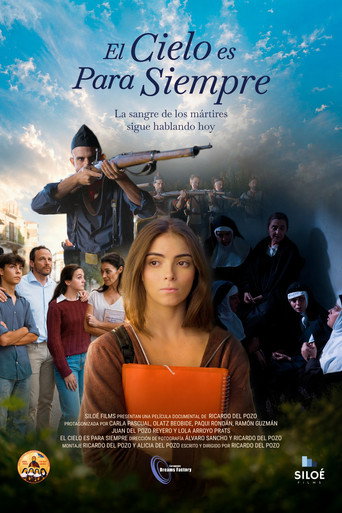 El Cielo es
Para Siempre
La sangre de los mártires
sigue hablando hoy
SILOÉ FILMS PRESENTAN UNA PELÍCULA DOCUMENTAL DE RICARDO DEL POZO
PROTAGONIZADA POR CARLA PASCUAL, OLATZ BEOBIDE, PAQUI RONDÁN, RAMÓN GUZMÁN
JUAN DEL POZO REYERO Y LOLA ARROYO PRATS
EL CIELO ES PARA SIEMPRE DIRECCIÓN DE FOTOGRAFÍA ÁLVARO SANCHO Y RICARDO DEL POZO
MONTAJE RICARDO DEL POZO Y ALICIA DEL POZO ESCRITO Y DIRIGIDO POR RICARDO DEL POZO
Dreams Factory
SILOÉ
FILMS